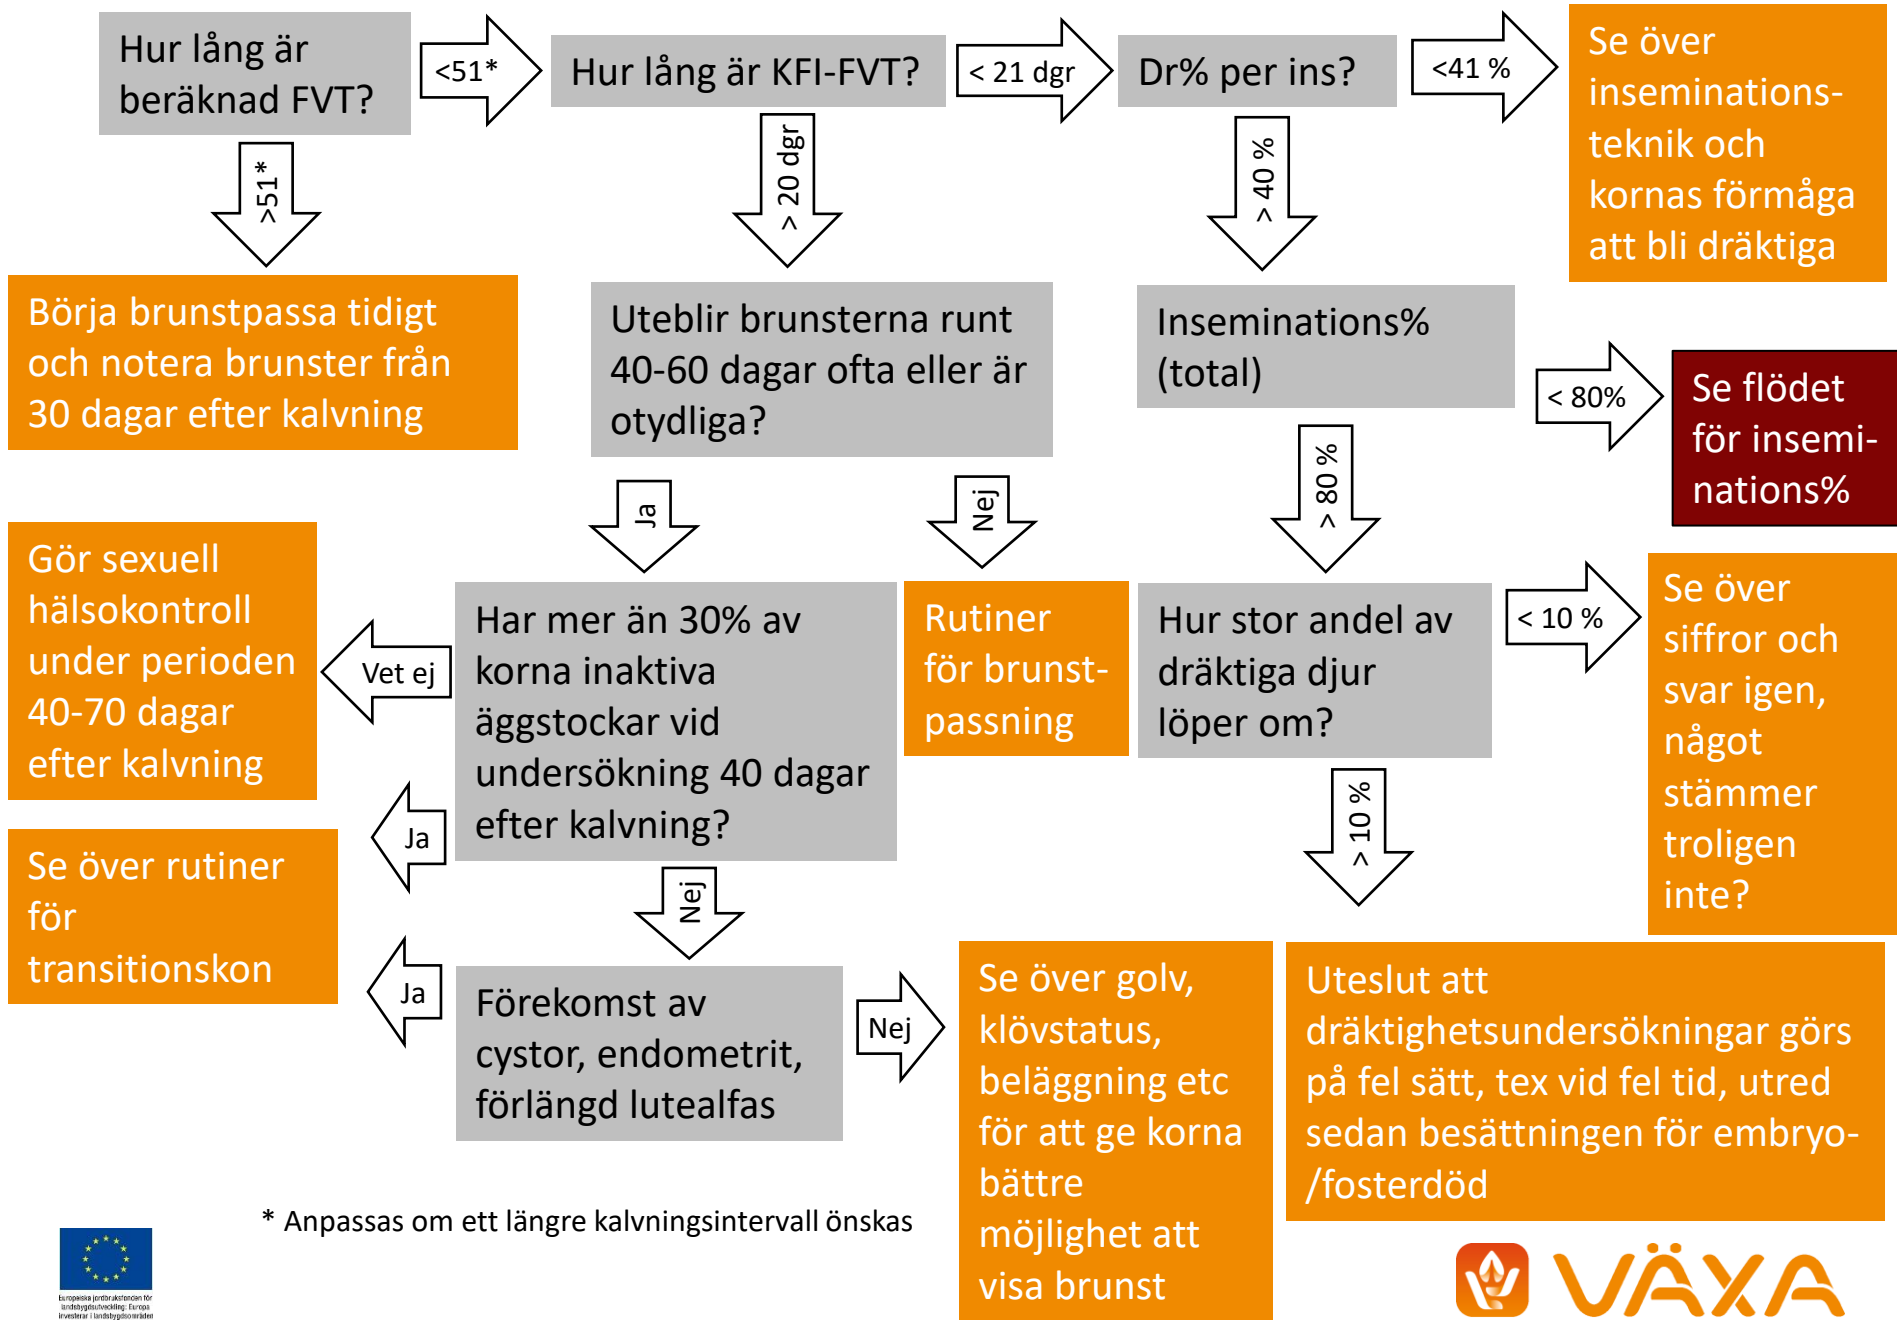 Hur lång är
beräknad FVT?
<51*
Hur lång är KFI-FVT?
< 21 dgr
Dr% per ins?
<41 %
Se över
inseminations-
teknik och
kornas förmåga
att bli dräktiga
>51*
> 20 dgr
> 40 %
Börja brunstpassa tidigt
och notera brunster från
30 dagar efter kalvning
Uteblir brunsterna runt
40-60 dagar ofta eller är
otydliga?
Inseminations%
(total)
< 80%
Se flödet
för insemi-
nations%
Ja
Nej
> 80 %
Gör sexuell
hälsokontroll
under perioden
40-70 dagar
efter kalvning
Vet ej
Har mer än 30% av
korna inaktiva
äggstockar vid
undersökning 40 dagar
efter kalvning?
Rutiner
för brunst-
passning
Hur stor andel av
dräktiga djur
löper om?
< 10 %
Se över
siffror och
svar igen,
något
stämmer
troligen
inte?
Ja
Nej
> 10 %
Se över rutiner
för
transitionskon
Ja
Förekomst av
cystor, endometrit,
förlängd lutealfas
Nej
Se över golv,
klövstatus,
beläggning etc
för att ge korna
bättre
möjlighet att
visa brunst
Uteslut att
dräktighetsundersökningar görs
på fel sätt, tex vid fel tid, utred
sedan besättningen för embryo-
/fosterdöd
* Anpassas om ett längre kalvningsintervall önskas
Europeiska jordbruksfonden för
landsbygdsutveckling: Europa
investerar i landsbygdsområden
VÄXA